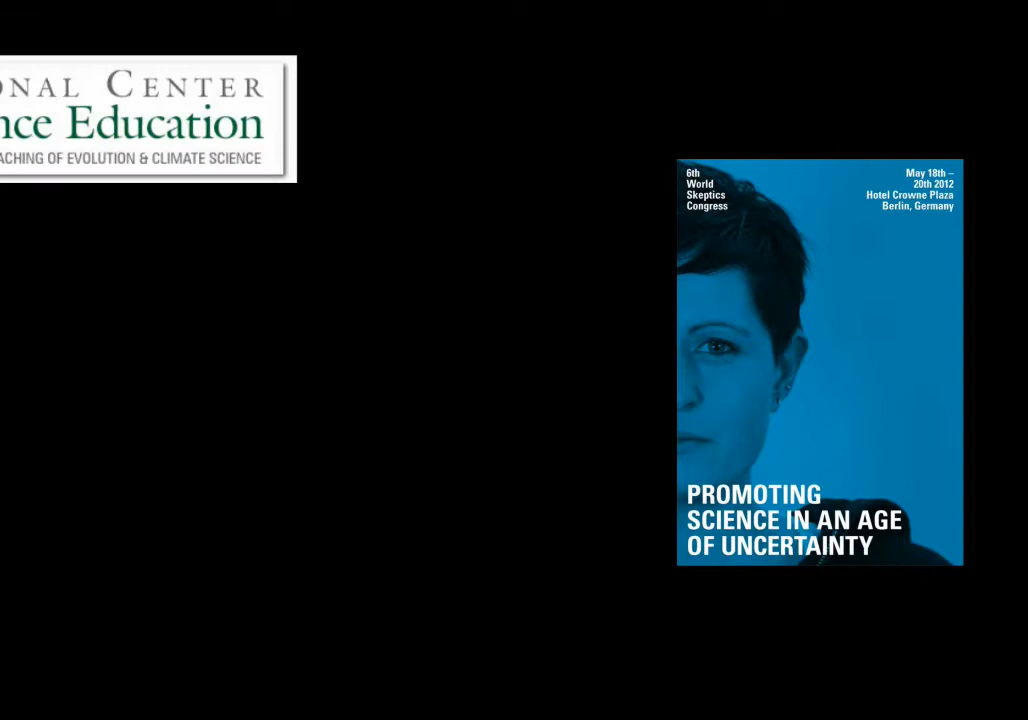 ONAL CENTER
nce Education
ACHING OF EVOLUTION & CLIMATE SCIENCE
6th
World
Skeptics
Congress
May 18th –
20th 2012
Hotel Crowne Plaza
Berlin, Germany
PROMOTING
SCIENCE IN AN AGE
OF UNCERTAINTY